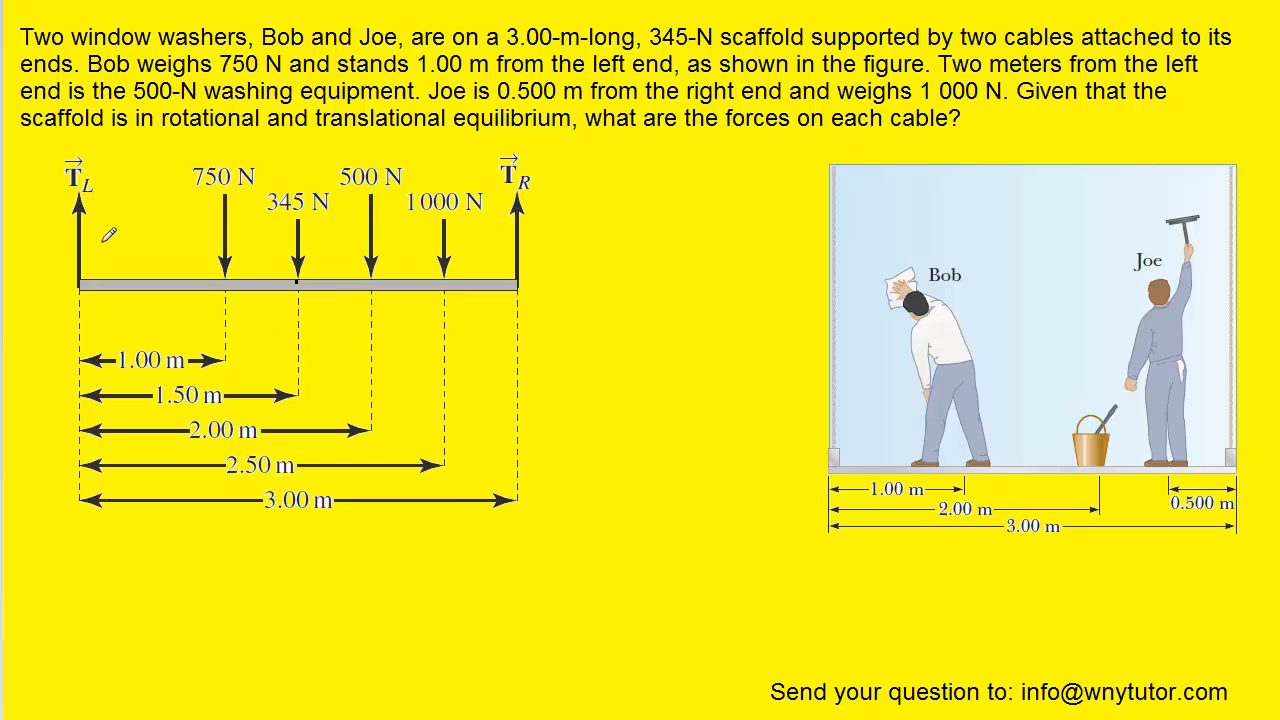 Two window washers, Bob and Joe, are on a 3.00-m-long, 345-N scaffold supported by two cables attached to its
ends. Bob weighs 750 N and stands 1.00 m from the left end, as shown in the figure. Two meters from the left
end is the 500-N washing equipment. Joe is 0.500 m from the right end and weighs 1 000 N. Given that the
scaffold is in rotational and translational equilibrium, what are the forces on each cable?
T⃗L
750 N
345 N
500 N
1 000 N
T⃗R
1.00 m
1.50 m
2.00 m
2.50 m
3.00 m
Bob
Joe
1.00 m
0.500 m
2.00 m
3.00 m
Send your question to: info@wnytutor.com